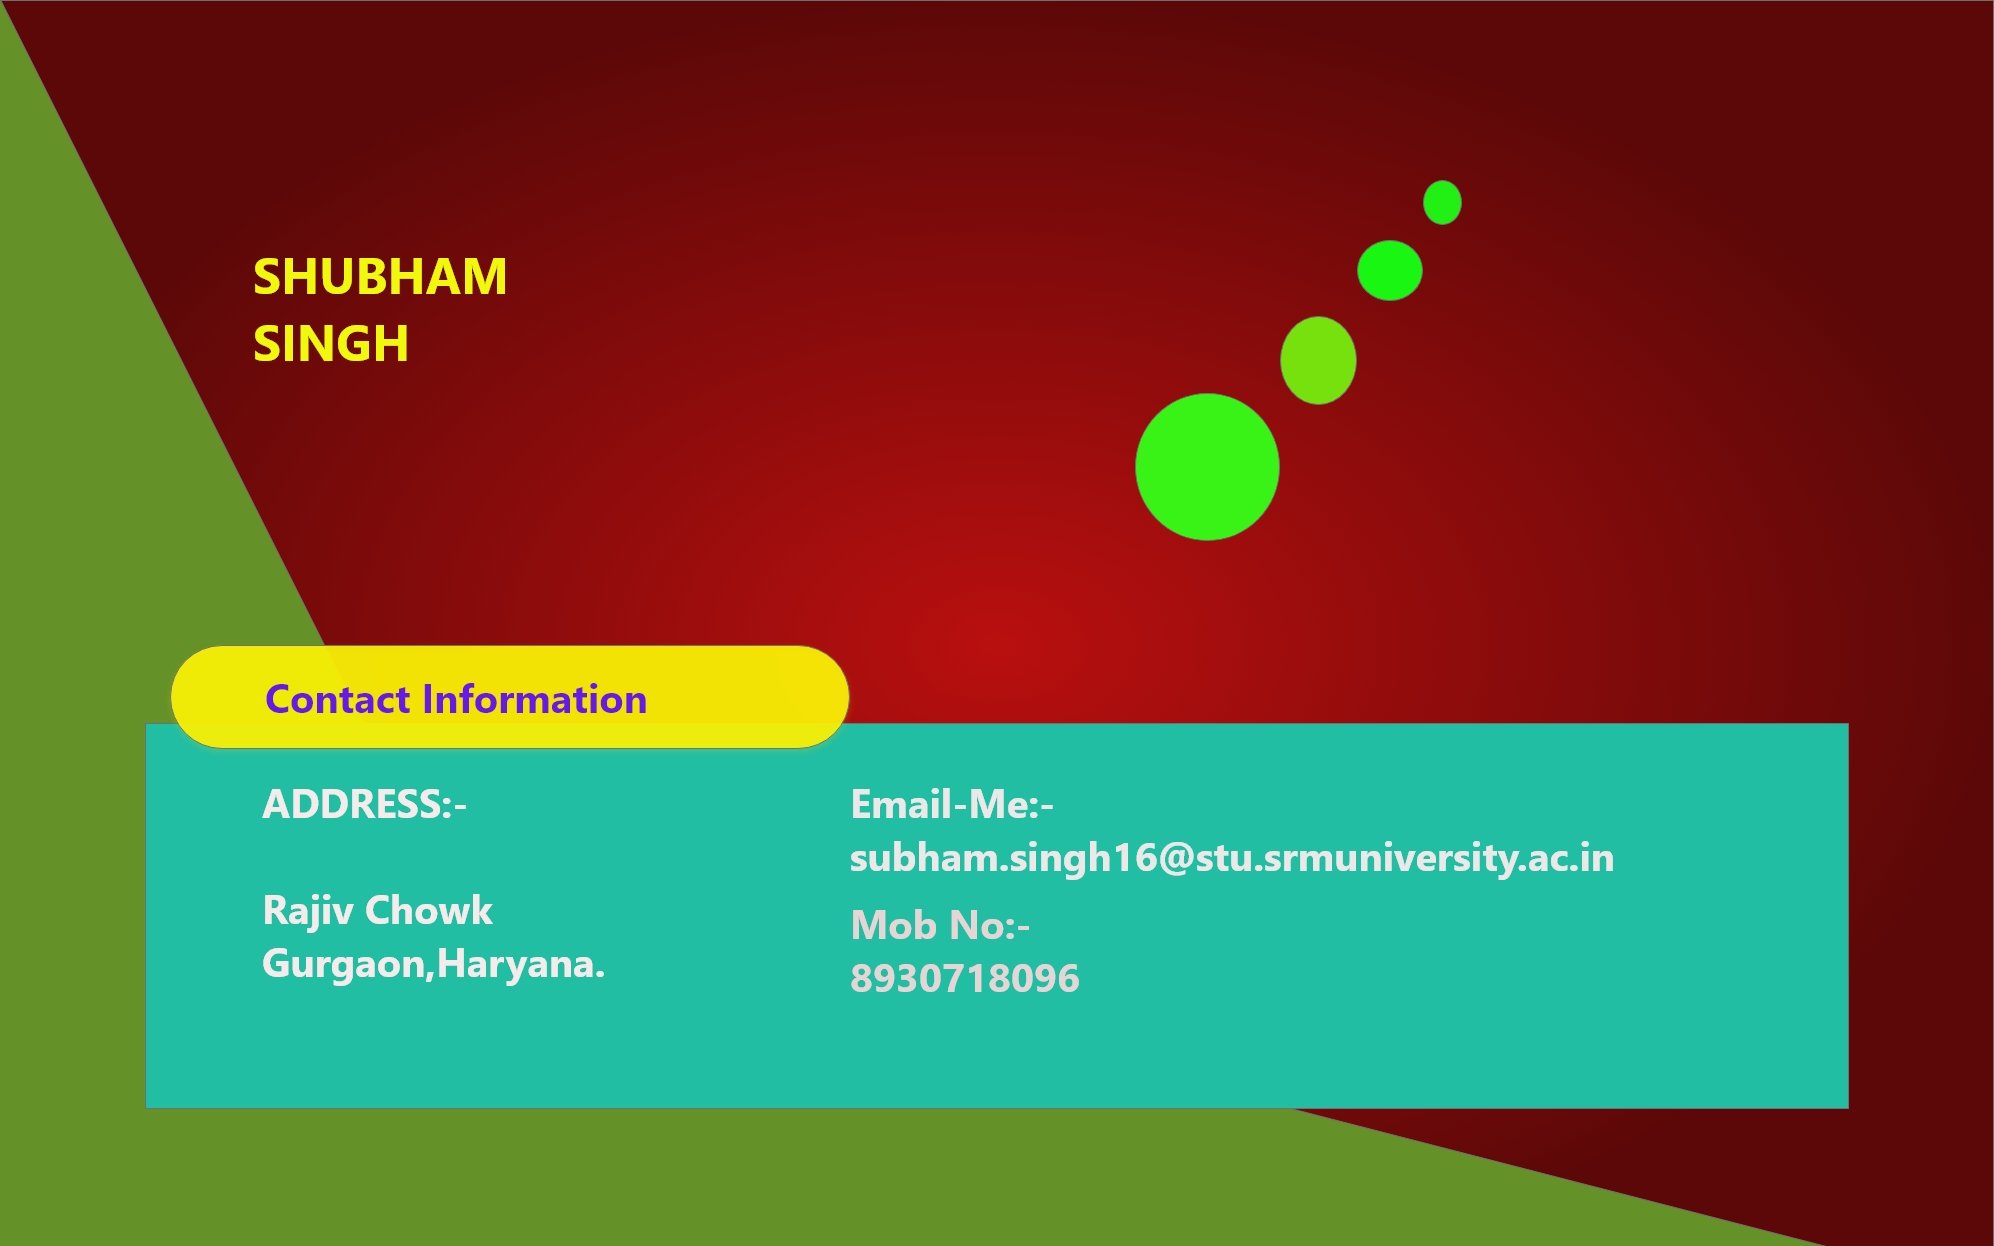 SHUBHAM
SINGH
Contact Information
ADDRESS:-
Rajiv Chowk
Gurgaon,Haryana.
Email-Me:-
subham.singh16@stu.srmuniversity.ac.in
Mob No:-
8930718096